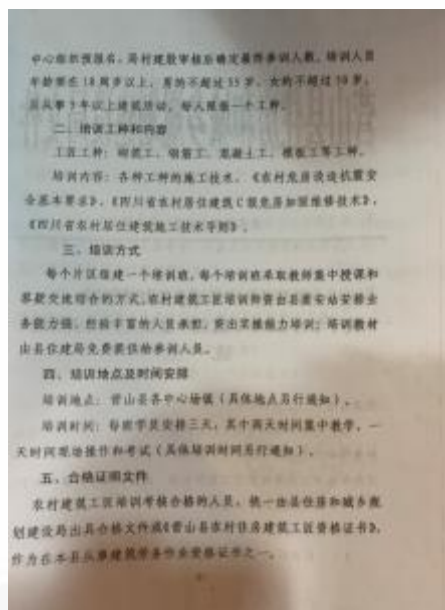 中心组织预报名，局村建股审核后确定最终参训人数，培训人员
年龄要在18周岁以上，男的不超过55岁，女的不超过50岁，
且从事3年以上建筑活动，每人限报一个工种。
二、培训工种和内容
工匠工种：砌筑工、钢筋工、混凝土工、模板工等工种。
培训内容：各种工种的施工技术，《农村危房改造抗震安
全基本要求》，《四川省农村居住建筑C级危房加固维修技术》，
《四川省农村居住建筑施工技术导则》。
三、培训方式
每个片区组建一个培训班，每个培训班采取教师集中授课和
答疑交流结合的方式，农村建筑工匠培训师资由县质安站安排业
务能力强、经验丰富的人员承担，突出实操能力培训；培训教材
由县住建局免费提供给参训人员。
四、培训地点及时间安排
培训地点：营山县各中心场镇（具体地点另行通知）。
培训时间：每班学员安排三天，其中两天时间集中教学，一
天时间现场操作和考试（具体培训时间另行通知）。
五、合格证明文件
农村建筑工匠培训考核合格的人员，统一由县住房和城乡规
划建设局出具合格文件或《营山县农村住房建筑工匠资格证书》，
作为在本县从事建筑劳务作业资格证书之一。